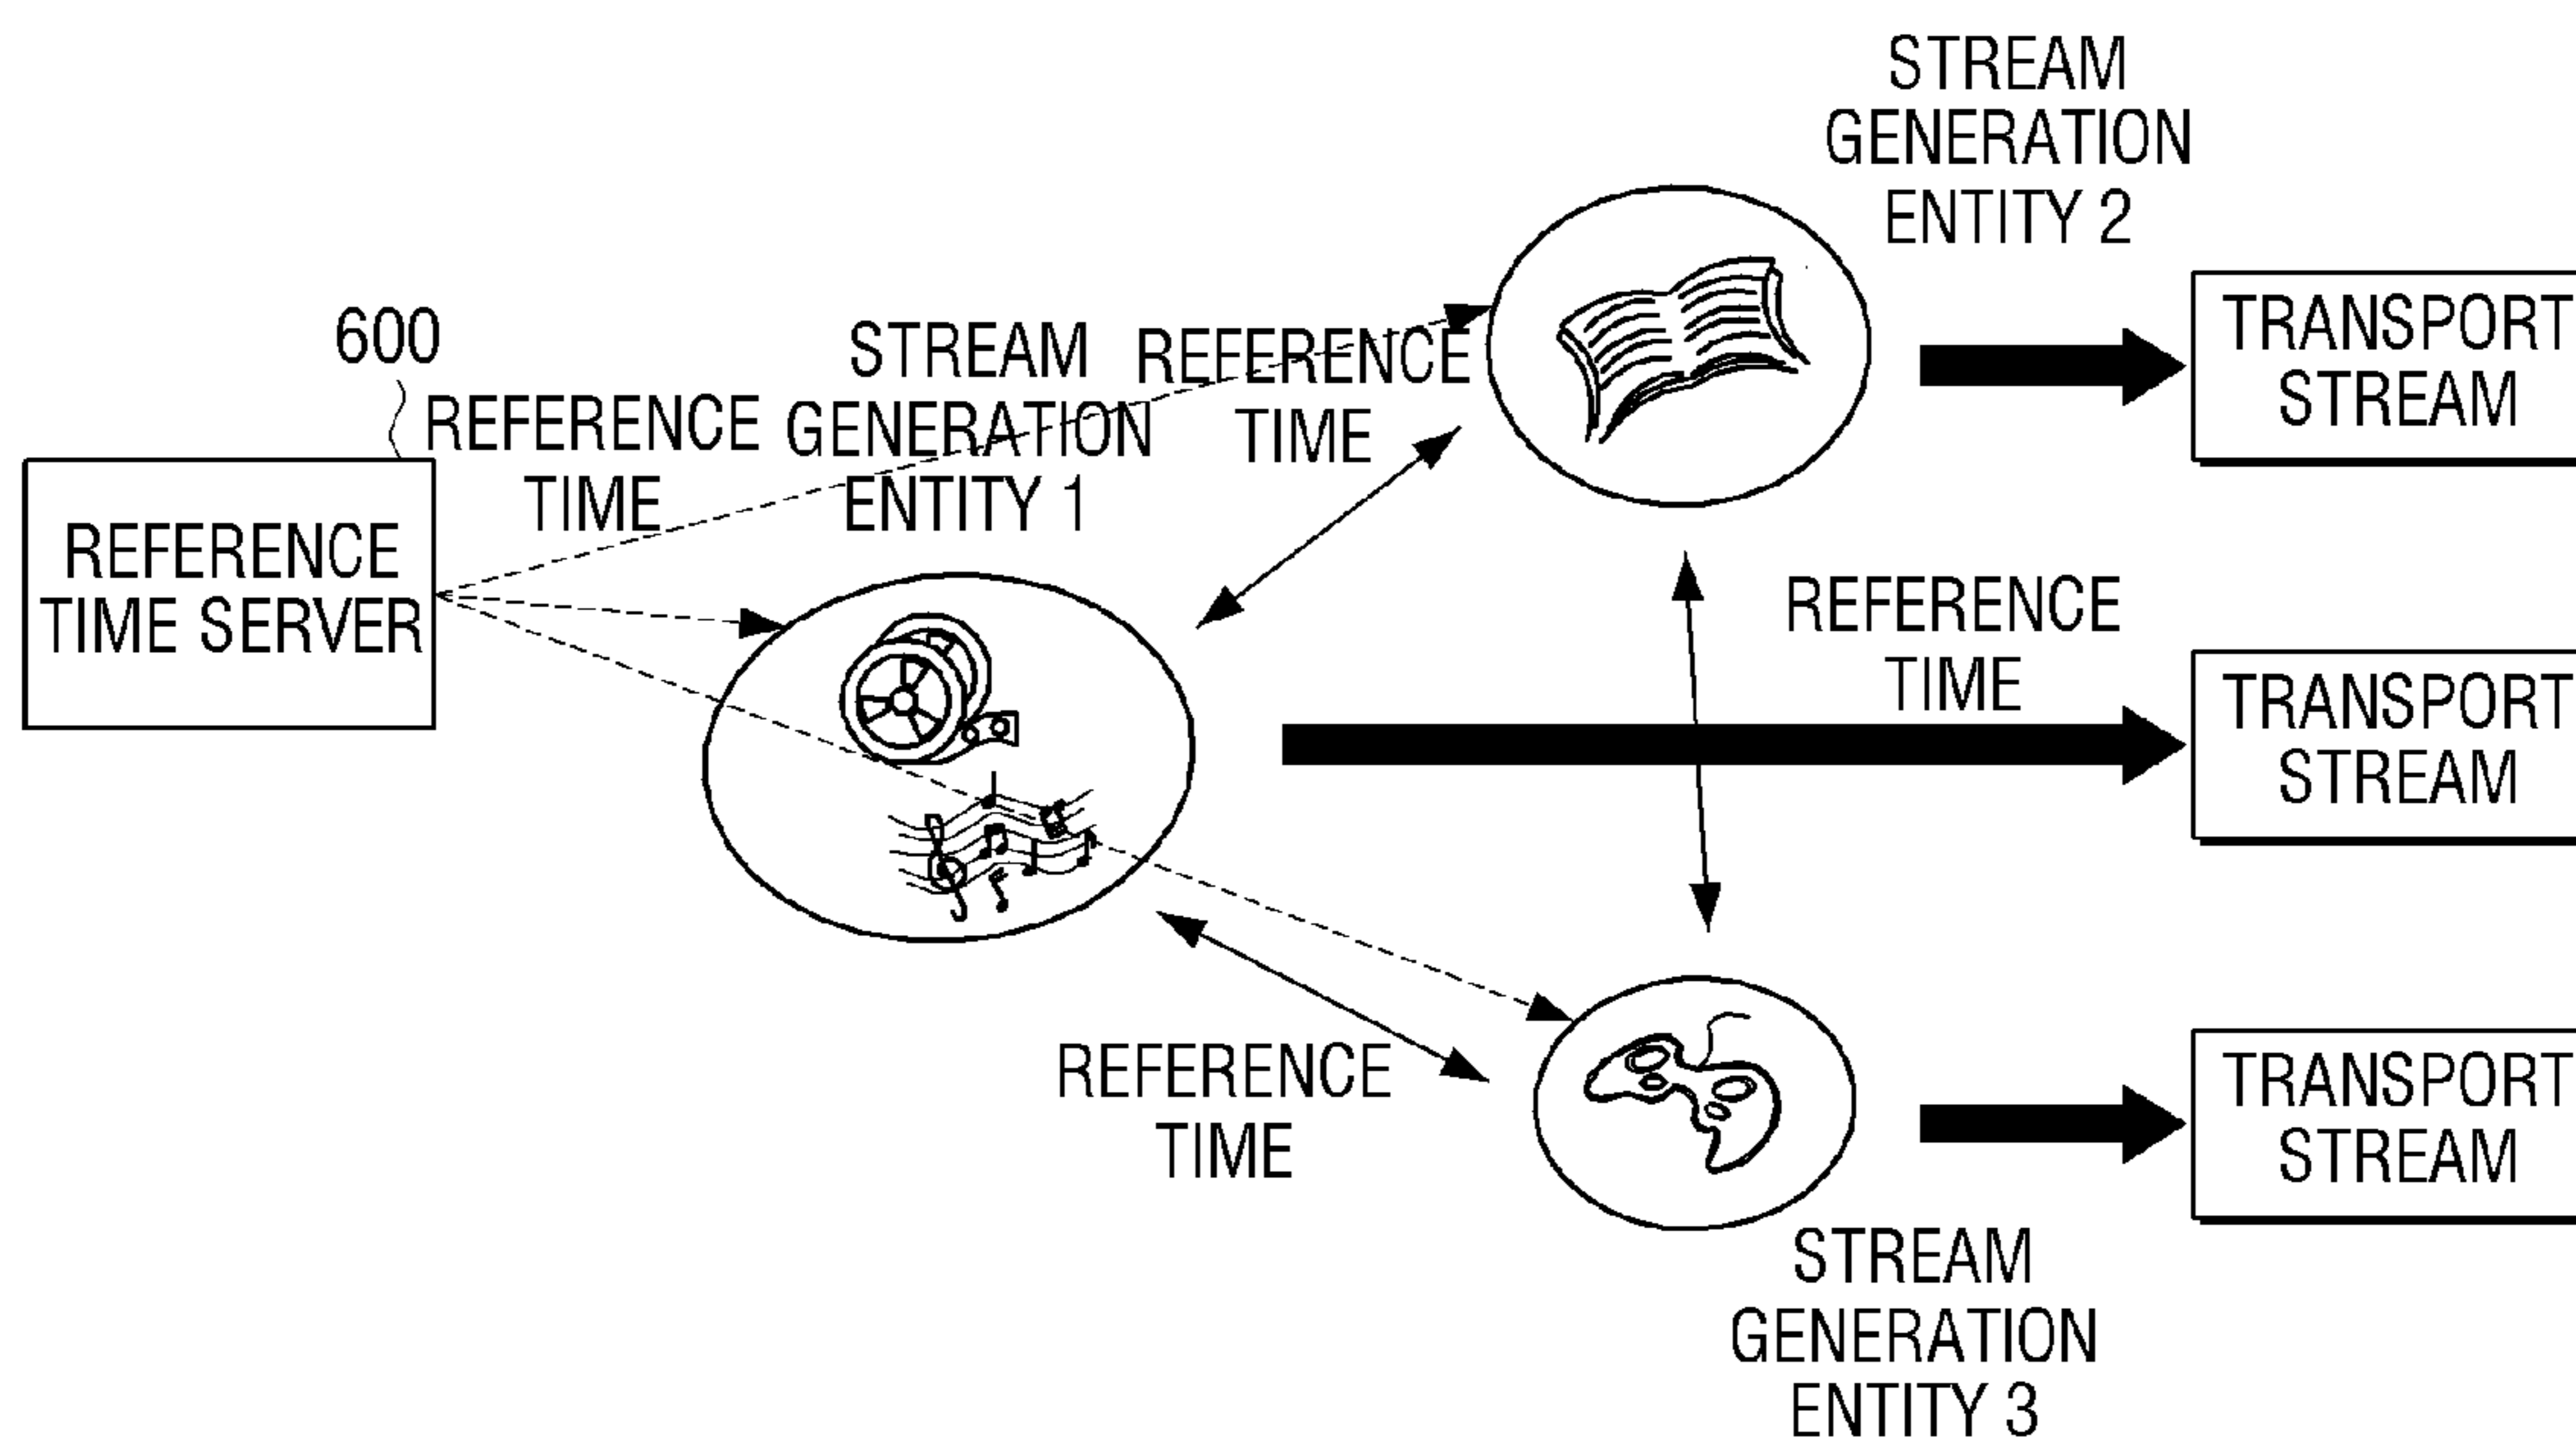 600
REFERENCE
TIME SERVER
REFERENCE
TIME
STREAM
GENERATION
ENTITY 1
REFERENCE
TIME
STREAM
GENERATION
ENTITY 2
TRANSPORT
STREAM
REFERENCE
TIME
TRANSPORT
STREAM
REFERENCE
TIME
TRANSPORT
STREAM
STREAM
GENERATION
ENTITY 3